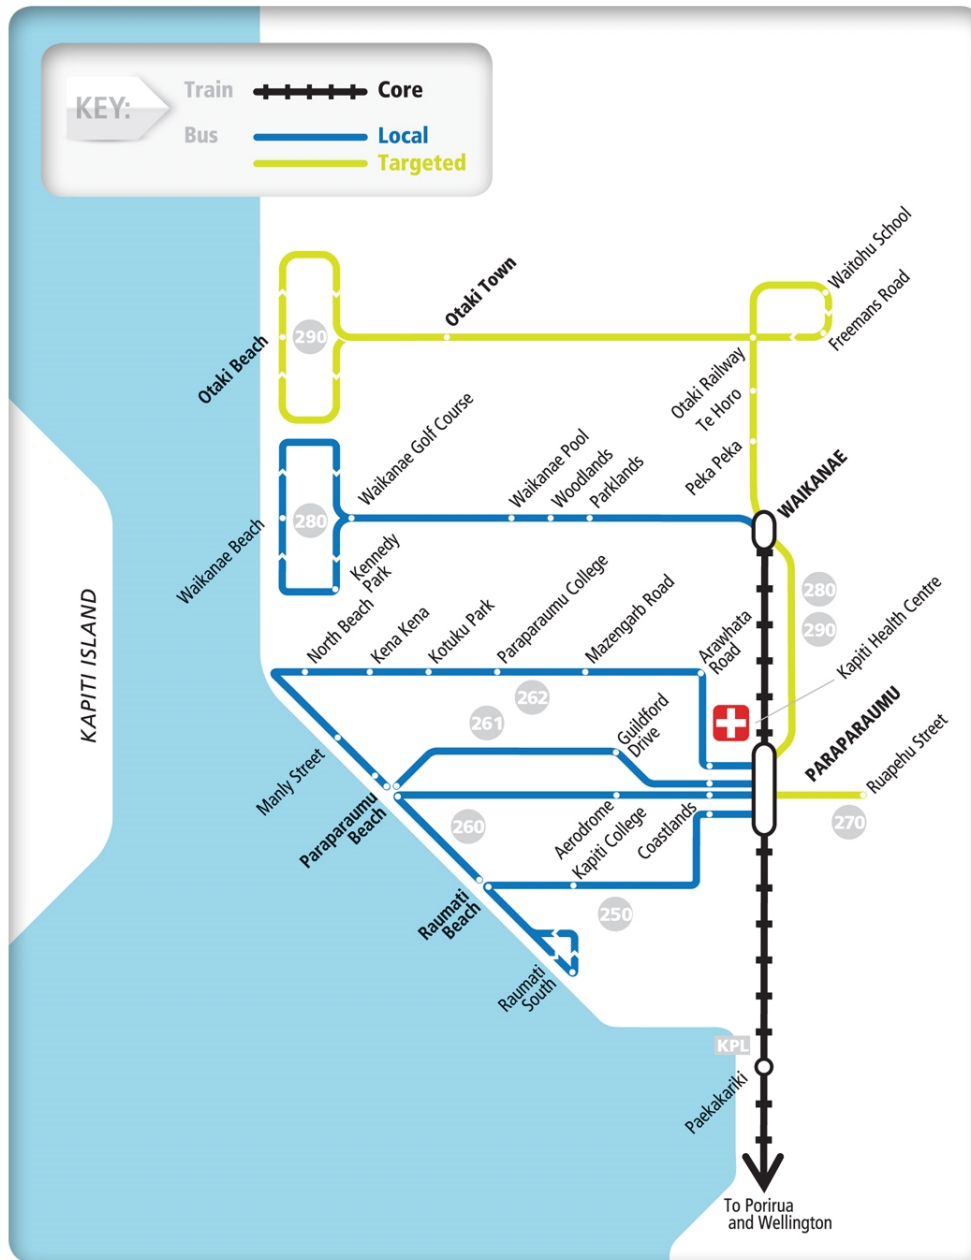 KEY:
Train
Core
Bus
Local
Targeted
Waitohu School
Freemans Road
Otaki Town
290
Otaki Beach
Otaki Railway
Te Horo
Peka Peka
WAIKANAE
Waikanae Golf Course
Waikanae Pool
Woodlands
Parklands
280
Waikanae Beach
Kennedy
Park
280
290
Kapiti Health Centre
North Beach
Kena Kena
Kotuku Park
Paraparaumu College
Mazengarb Road
Arawhata
Road
262
261
Guildford
Drive
PARAPARAUMU
Ruapehu Street
270
KAPITI ISLAND
Manly Street
Paraparaumu
Beach
260
Aerodrome
Kapiti College
Coastlands
250
Raumati
Beach
Raumati
South
KPL
Paekakariki
To Porirua
and Wellington